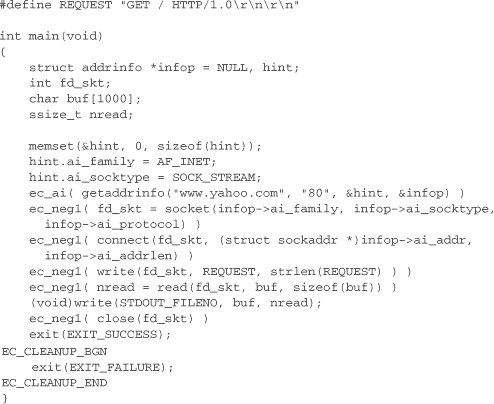 #define REQUEST "GET / HTTP/1.0\r\n\r\n"
int main(void)
{
struct addrinfo *infop = NULL, hint;
int fd_skt;
char buf[1000];
ssize_t nread;
memset(&hint, 0, sizeof(hint));
hint.ai_family = AF_INET;
hint.ai_socktype = SOCK_STREAM;
ec_ai( getaddrinfo("www.yahoo.com", "80", &hint, &infop) )
ec_neg1( fd_skt = socket(infop->ai_family, infop->ai_socktype,
infop->ai_protocol) )
ec_neg1( connect(fd_skt, (struct sockaddr *)infop->ai_addr,
infop->ai_addrlen) )
ec_neg1( write(fd_skt, REQUEST, strlen(REQUEST) ) )
ec_neg1( nread = read(fd_skt, buf, sizeof(buf)) )
(void)write(STDOUT_FILENO, buf, nread);
ec_neg1( close(fd_skt) )
exit(EXIT_SUCCESS);
EC_CLEANUP_BGN
exit(EXIT_FAILURE);
EC_CLEANUP_END
}